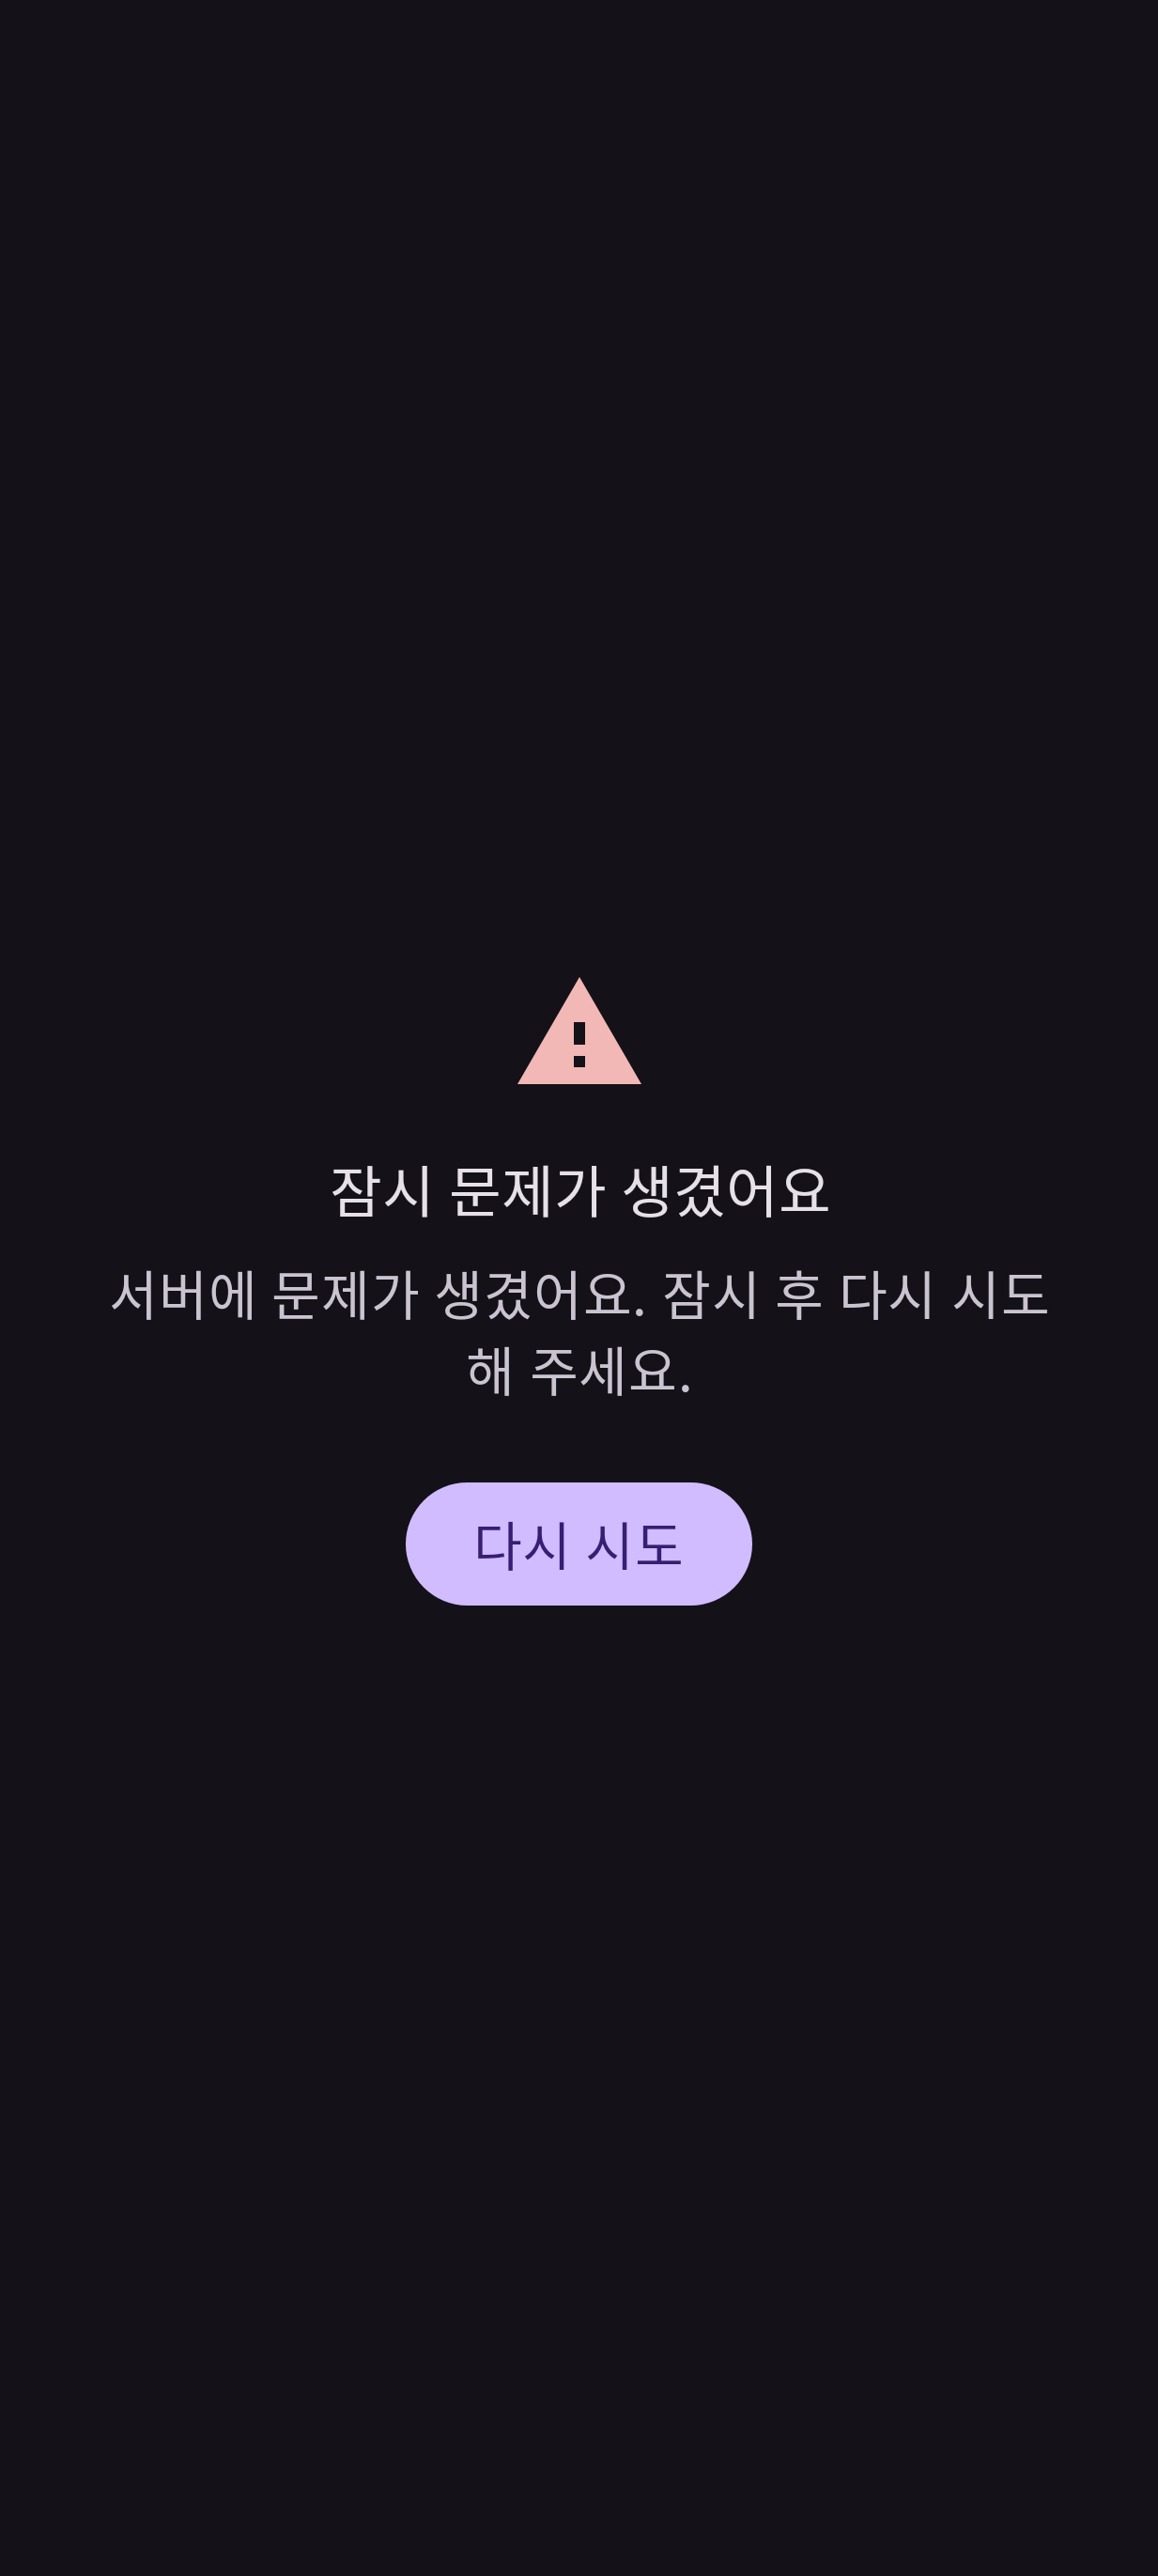 잠시 문제가 생겼어요
서버에 문제가 생겼어요. 잠시 후 다시 시도
해 주세요.
다시 시도